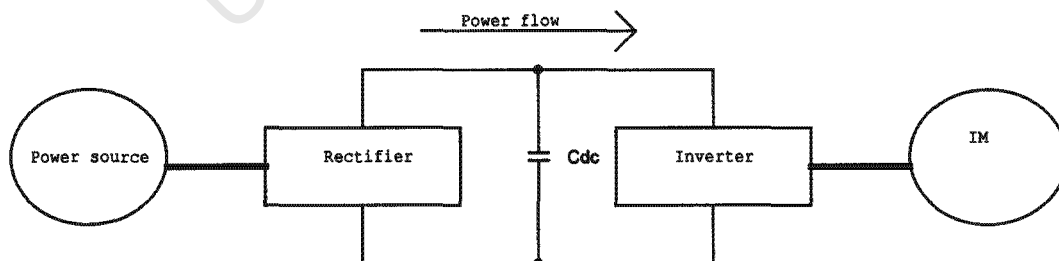 Power flow
Power source
Rectifier
Cdc
Inverter
IM